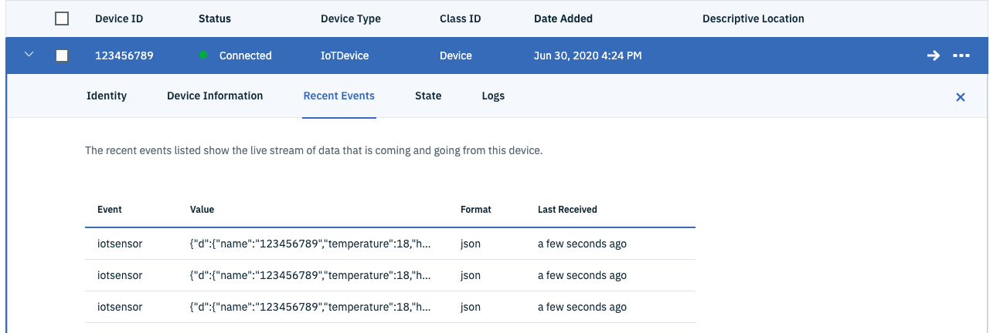 Device ID Status Device Type Class ID Date Added Descriptive Location
123456789 Connected IoTDevice Device Jun 30, 2020 4:24 PM
Identity Device Information Recent Events State Logs
The recent events listed show the live stream of data that is coming and going from this device.
Event Value Format Last Received
iotsensor {"d":{"name":"123456789","temperature":18,"h... json a few seconds ago
iotsensor {"d":{"name":"123456789","temperature":18,"h... json a few seconds ago
iotsensor {"d":{"name":"123456789","temperature":18,"h... json a few seconds ago